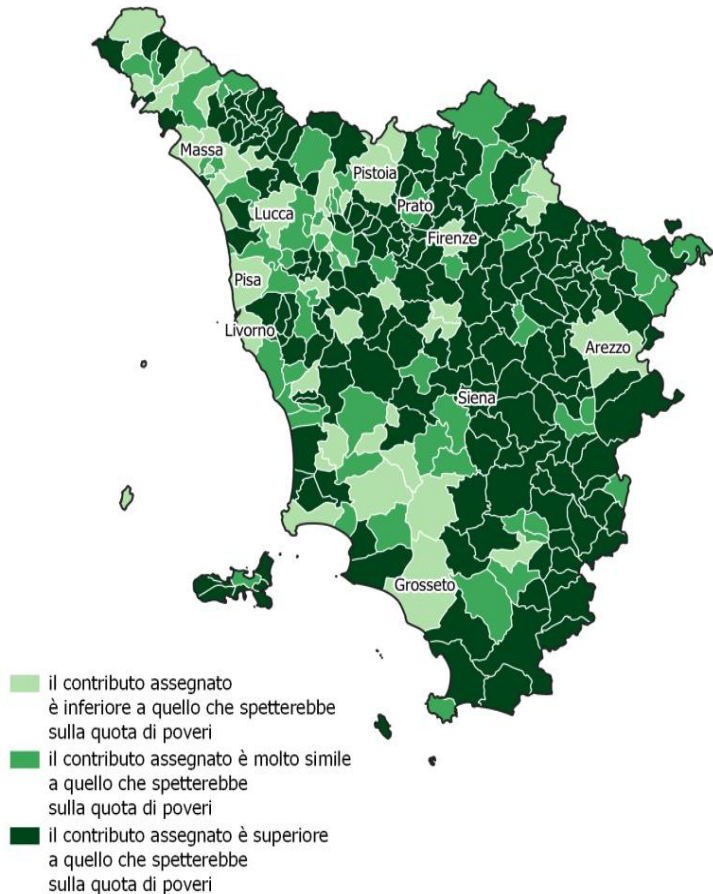 Massa
Pistoia
Prato
Lucca
Firenze
Pisa
Livorno
Arezzo
Siena
Grosseto
il contributo assegnato
è inferiore a quello che spetterebbe
sulla quota di poveri
il contributo assegnato è molto simile
a quello che spetterebbe
sulla quota di poveri
il contributo assegnato è superiore
a quello che spetterebbe
sulla quota di poveri